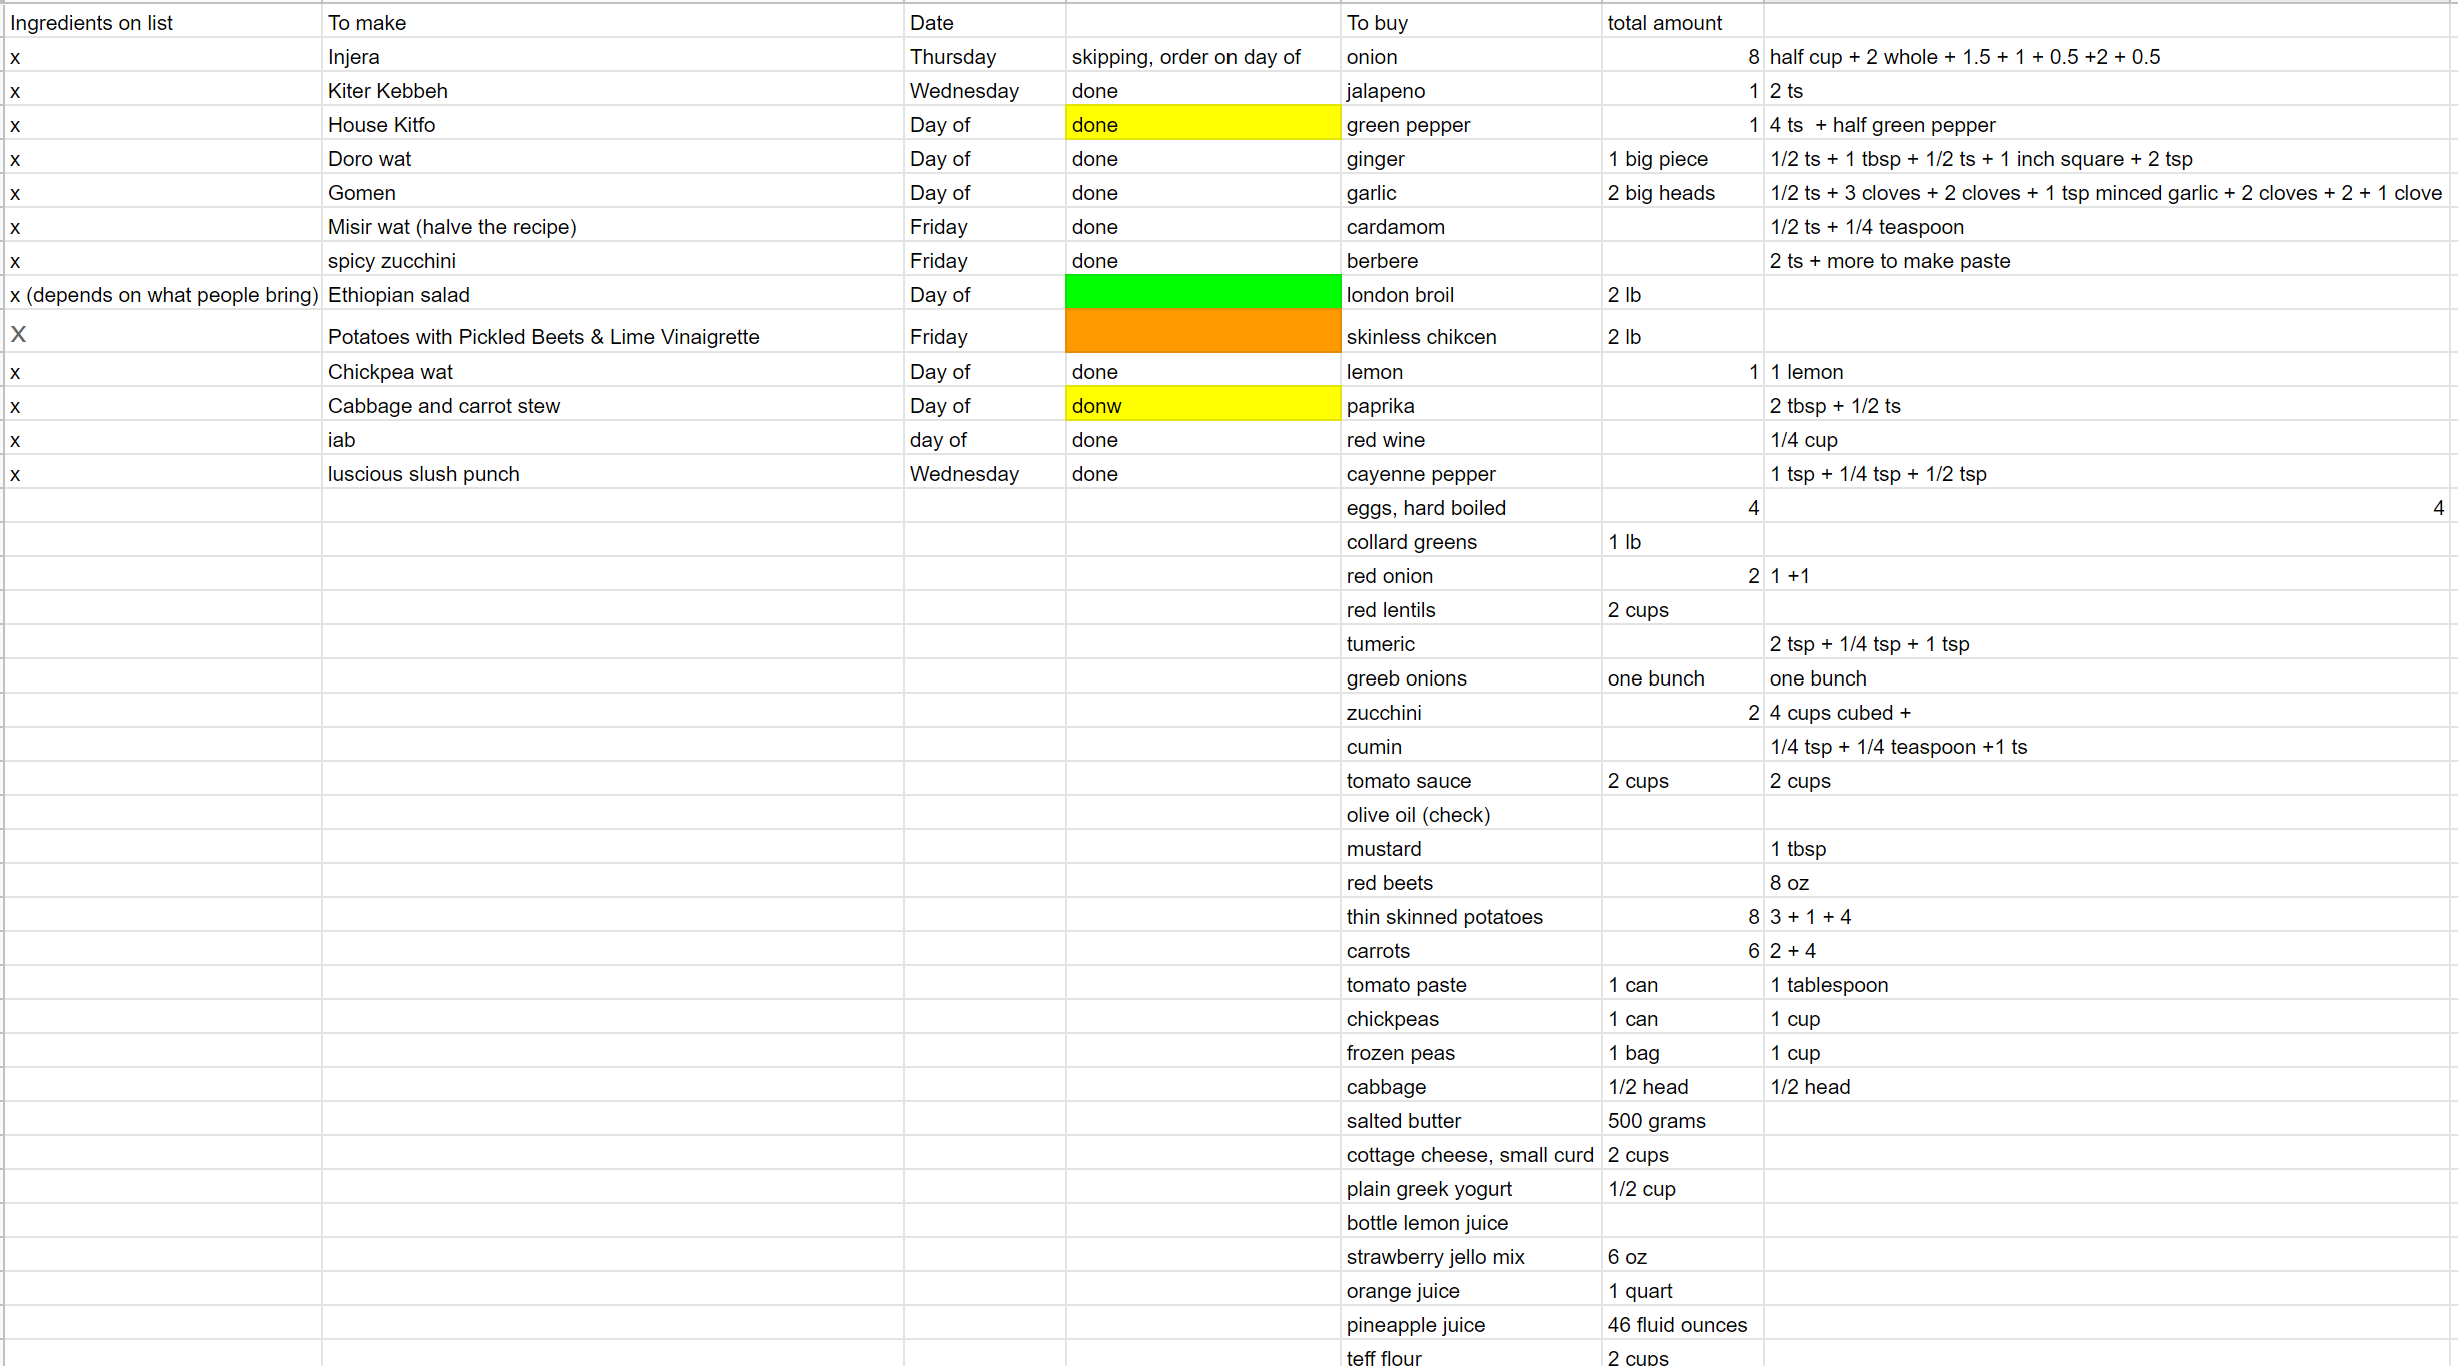 Ingredients on list To make Date To buy total amount
x Injera Thursday skipping, order on day of onion 8 half cup + 2 whole + 1.5 + 1 + 0.5 +2 + 0.5
x Kiter Kebbeh Wednesday done jalapeno 1 2 ts
x House Kitfo Day of done green pepper 1 4 ts + half green pepper
x Doro wat Day of done ginger 1 big piece 1/2 ts + 1 tbsp + 1/2 ts + 1 inch square + 2 tsp
x Gomen Day of done garlic 2 big heads 1/2 ts + 3 cloves + 2 cloves + 1 tsp minced garlic + 2 cloves + 2 + 1 clove
x Misir wat (halve the recipe) Friday done cardamom 1/2 ts + 1/4 teaspoon
x spicy zucchini Friday done berbere 2 ts + more to make paste
x (depends on what people bring) Ethiopian salad Day of london broil 2 lb
X Potatoes with Pickled Beets & Lime Vinaigrette Friday skinless chikcen 2 lb
x Chickpea wat Day of done lemon 1 1 lemon
x Cabbage and carrot stew Day of donw paprika 2 tbsp + 1/2 ts
x iab day of done red wine 1/4 cup
x luscious slush punch Wednesday done cayenne pepper 1 tsp + 1/4 tsp + 1/2 tsp
eggs, hard boiled 4 4
collard greens 1 lb
red onion 2 1 +1
red lentils 2 cups
tumeric 2 tsp + 1/4 tsp + 1 tsp
greeb onions one bunch one bunch
zucchini 2 4 cups cubed +
cumin 1/4 tsp + 1/4 teaspoon +1 ts
tomato sauce 2 cups 2 cups
olive oil (check)
mustard 1 tbsp
red beets 8 oz
thin skinned potatoes 8 3 + 1 + 4
carrots 6 2 + 4
tomato paste 1 can 1 tablespoon
chickpeas 1 can 1 cup
frozen peas 1 bag 1 cup
cabbage 1/2 head 1/2 head
salted butter 500 grams
cottage cheese, small curd 2 cups
plain greek yogurt 1/2 cup
bottle lemon juice
strawberry jello mix 6 oz
orange juice 1 quart
pineapple juice 46 fluid ounces
teff flour 2 cups